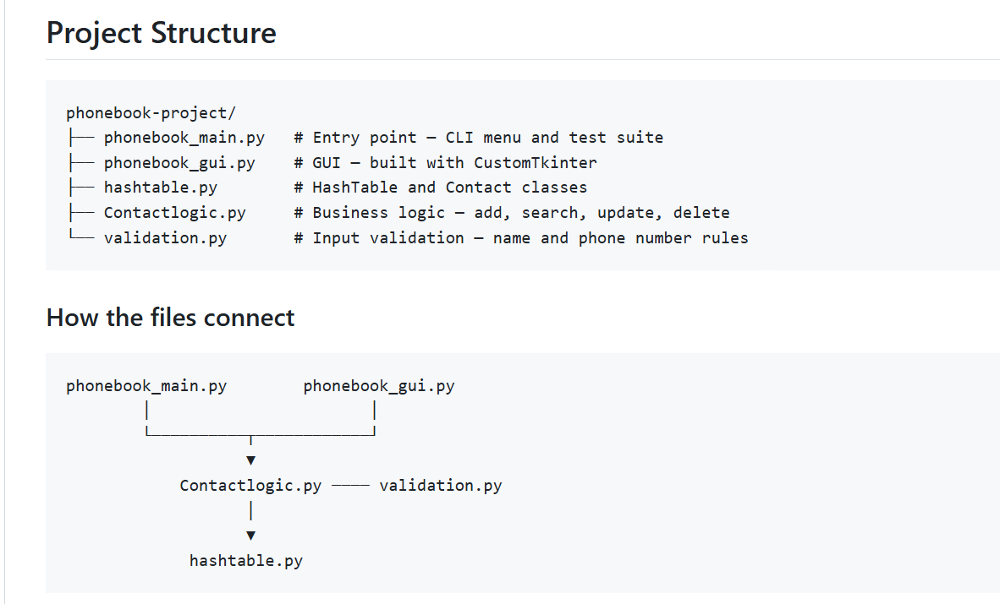 Project Structure
phonebook-project/
├── phonebook_main.py   # Entry point — CLI menu and test suite
├── phonebook_gui.py    # GUI — built with CustomTkinter
├── hashtable.py        # HashTable and Contact classes
├── Contactlogic.py     # Business logic — add, search, update, delete
└── validation.py       # Input validation — name and phone number rules
How the files connect
phonebook_main.py        phonebook_gui.py
        │                       │
        └──────────┬────────────┘
                   ▼
            Contactlogic.py ──── validation.py
                   │
                   ▼
             hashtable.py